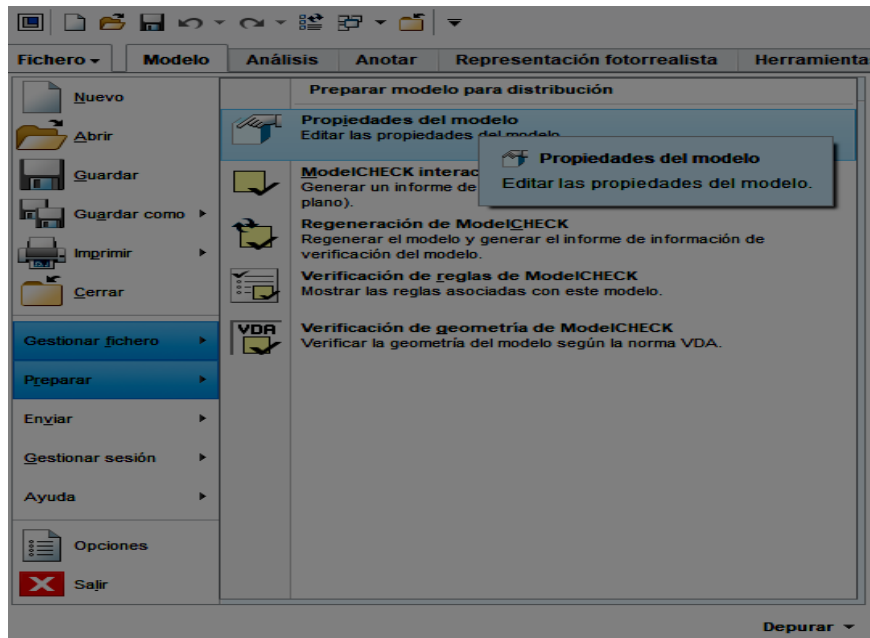 Fichero
Modelo
Análisis
Anotar
Representación fotorrealista
Herramienta
Nuevo
Abrir
Guardar
Guardar como
Imprimir
Cerrar
Gestionar fichero
Preparar
Enviar
Gestionar sesión
Ayuda
Opciones
Salir
Preparar modelo para distribución
Propiedades del modelo
Editar las propiedades del modelo
Propiedades del modelo
Editar las propiedades del modelo.
ModelCHECK interac
Generar un informe de
plano).
Regeneración de ModelCHECK
Regenerar el modelo y generar el informe de información de
verificación del modelo.
Verificación de reglas de ModelCHECK
Mostrar las reglas asociadas con este modelo.
VDA
Verificación de geometría de ModelCHECK
Verificar la geometría del modelo según la norma VDA.
Depurar